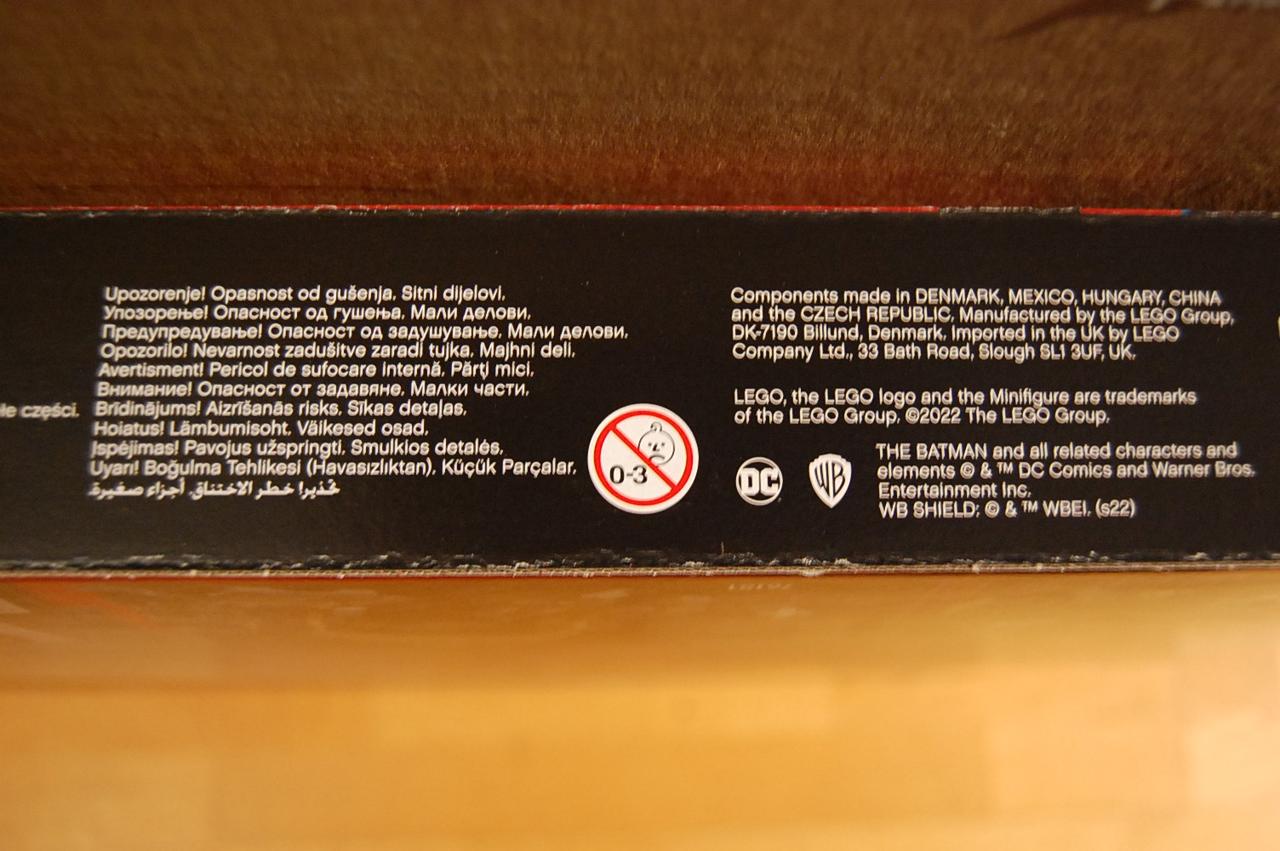 łe części.
Upozorenje! Opasnost od gušenja. Sitni dijelovi.
Упозорење! Опасност од гушења. Мали делови.
Предупредување! Опасност од задушување. Мали делови.
Opozorilo! Nevarnost zadušitve zaradi tujka. Majhni deli.
Avertisment! Pericol de sufocare internă. Părţi mici.
Внимание! Опасност от задавяне. Малки части.
Brīdinājums! Aizrīšanās risks. Sīkas detaļas.
Hoiatus! Lämbumisoht. Väikesed osad.
Įspėjimas! Pavojus užspringti. Smulkios detalės.
Uyarı! Boğulma Tehlikesi (Havasızlıktan). Küçük Parçalar.
تحذير! خطر الاختناق. أجزاء صغيرة.
0-3
Components made in DENMARK, MEXICO, HUNGARY, CHINA
and the CZECH REPUBLIC. Manufactured by the LEGO Group,
DK-7190 Billund, Denmark. Imported in the UK by LEGO
Company Ltd., 33 Bath Road, Slough SL1 3UF, UK.
LEGO, the LEGO logo and the Minifigure are trademarks
of the LEGO Group. ©2022 The LEGO Group.
DC
WB
THE BATMAN and all related characters and
elements © & ™ DC Comics and Warner Bros.
Entertainment Inc.
WB SHIELD: © & ™ WBEI. (s22)